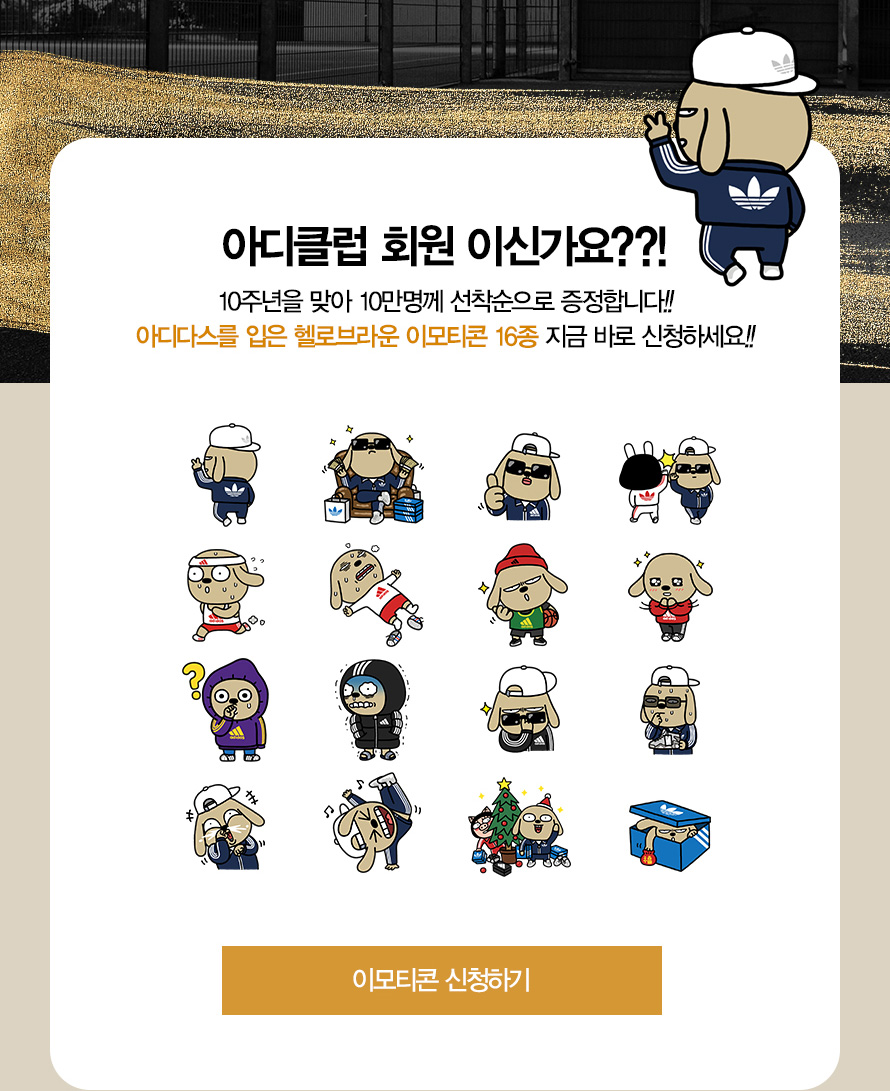 아디클럽 회원 이신가요??!
10주년을 맞아 10만명께 선착순으로 증정합니다!!
아디다스를 입은 헬로브라운 이모티콘 16종 지금 바로 신청하세요!!
?
이모티콘 신청하기